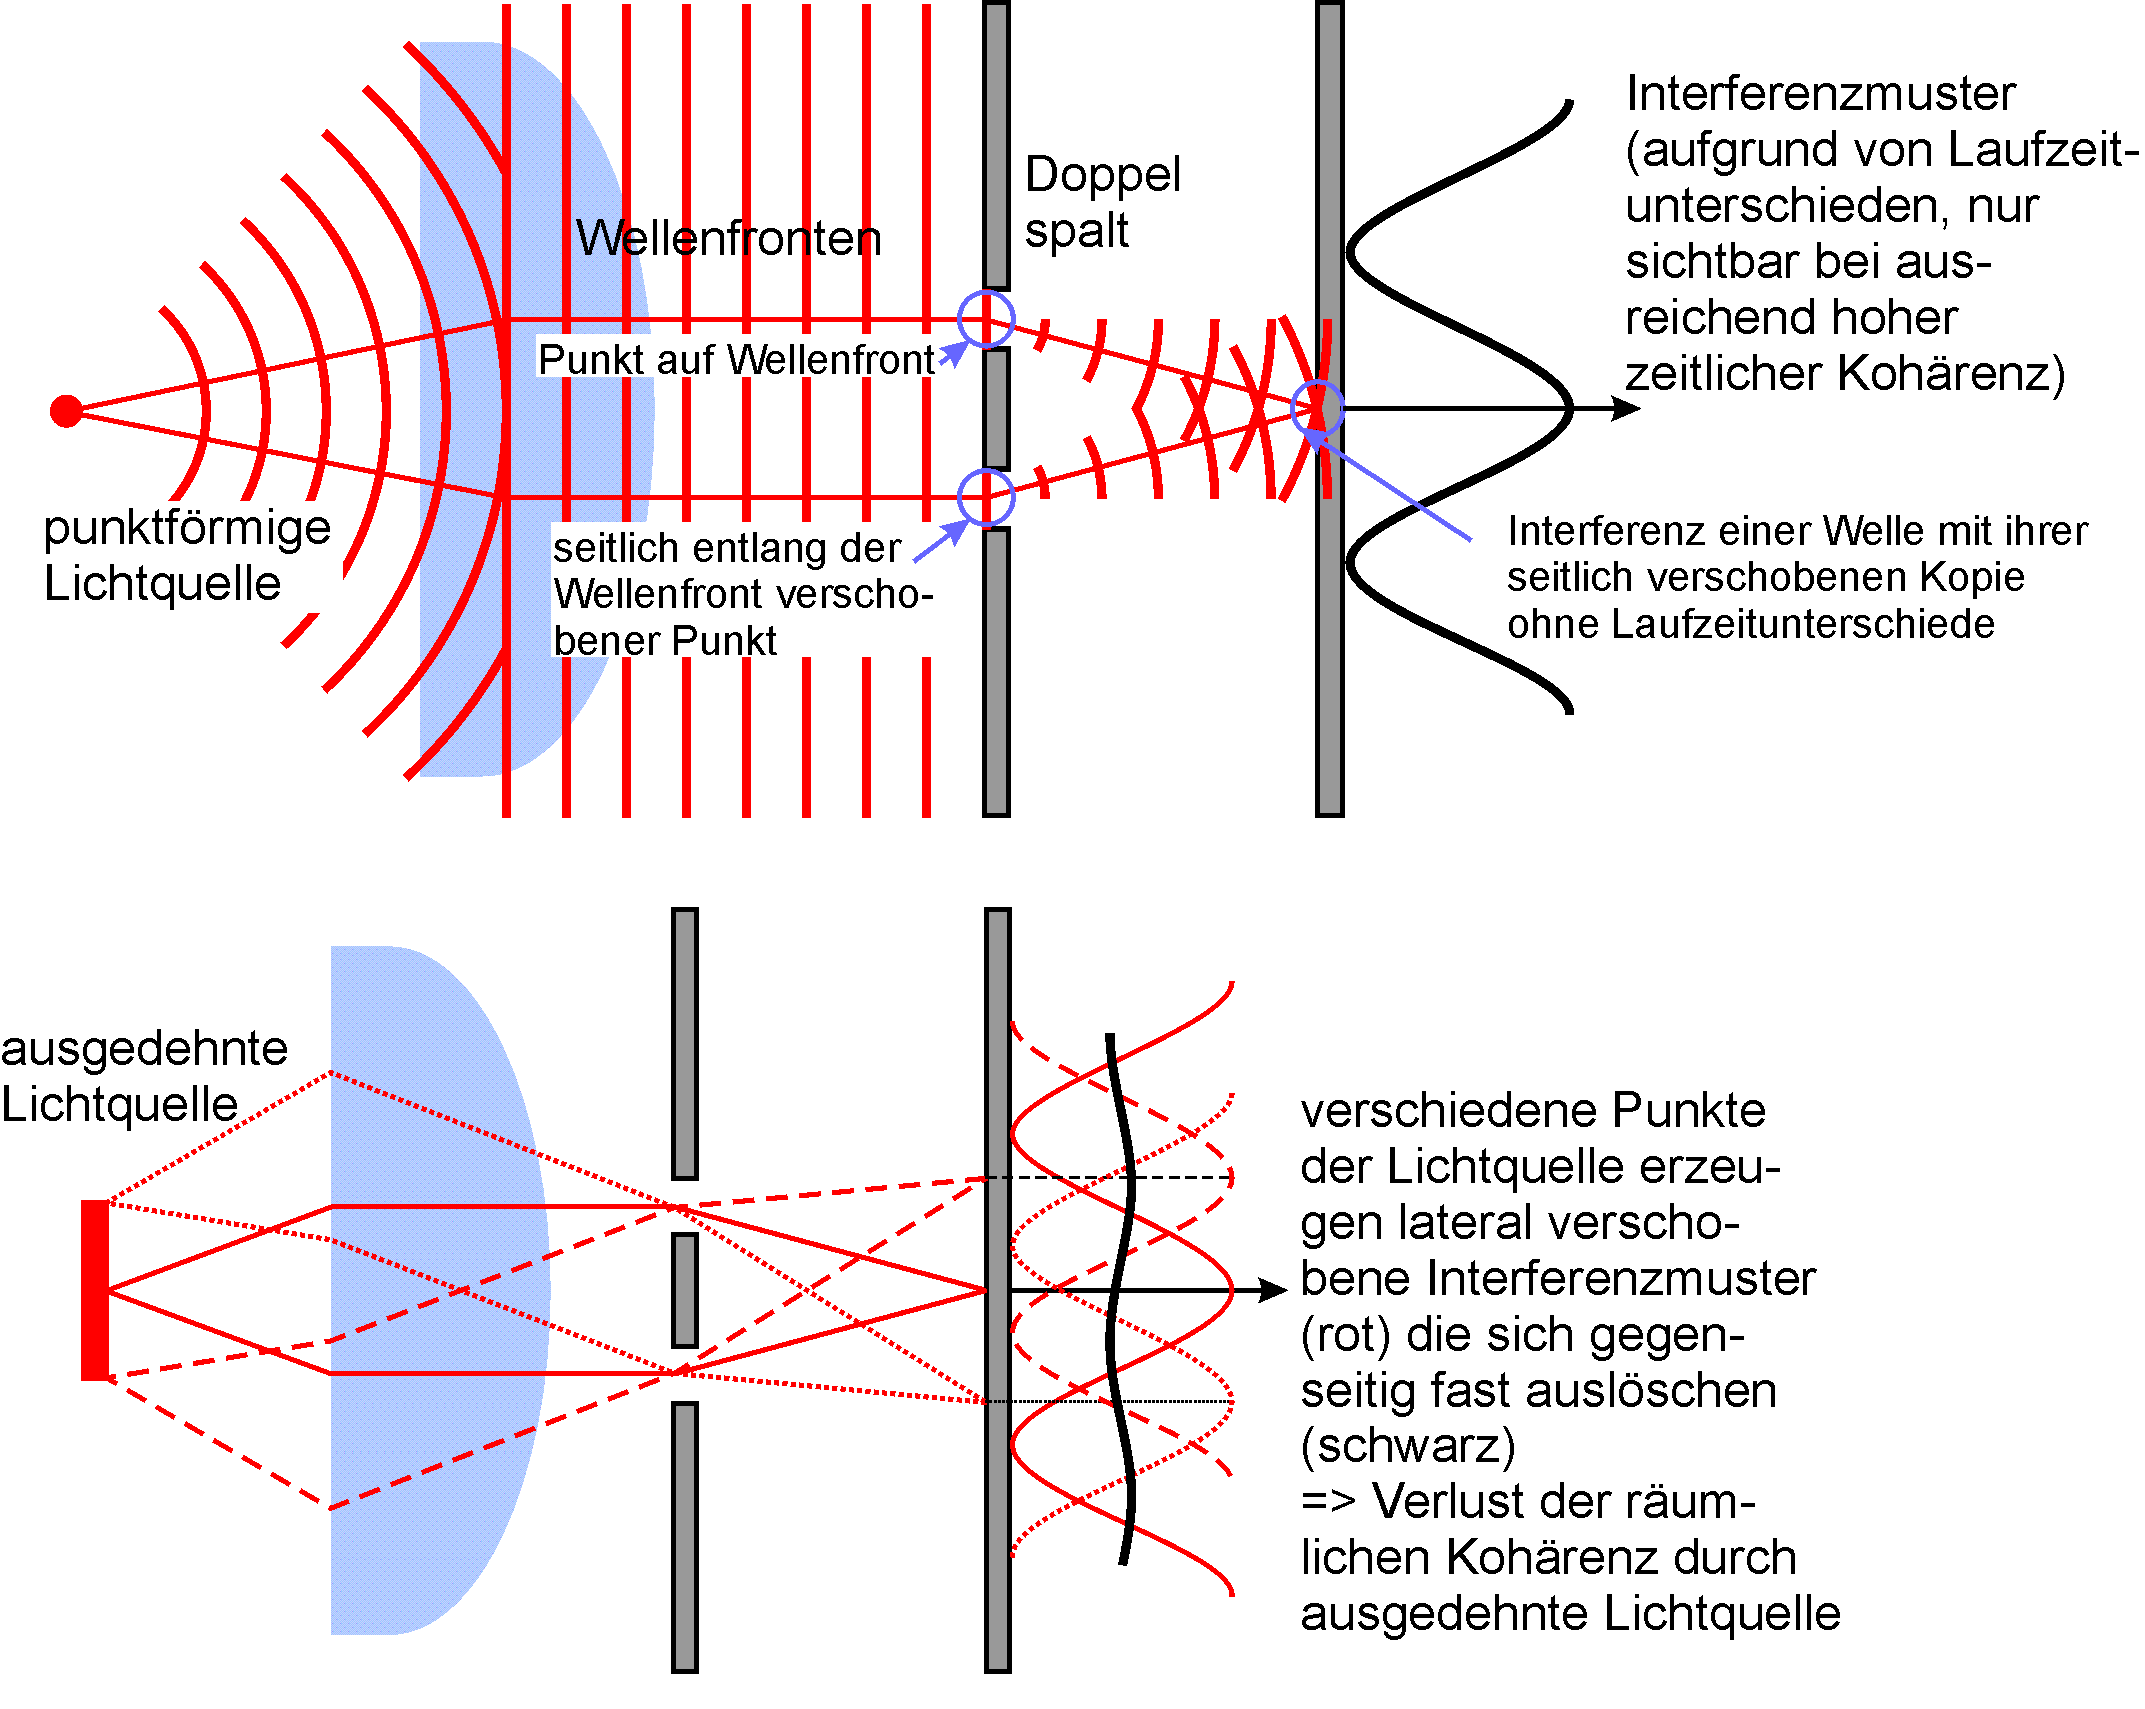 Interferenzmuster
(aufgrund von Laufzeit-
unterschieden, nur
sichtbar bei aus-
reichend hoher
zeitlicher Kohärenz)
Doppel
spalt
Wellenfronten
Punkt auf Wellenfront
punktförmige
Lichtquelle
seitlich entlang der
Wellenfront verscho-
bener Punkt
Interferenz einer Welle mit ihrer
seitlich verschobenen Kopie
ohne Laufzeitunterschiede
ausgedehnte
Lichtquelle
verschiedene Punkte
der Lichtquelle erzeu-
gen lateral verscho-
bene Interferenzmuster
(rot) die sich gegen-
seitig fast auslöschen
(schwarz)
=> Verlust der räum-
lichen Kohärenz durch
ausgedehnte Lichtquelle